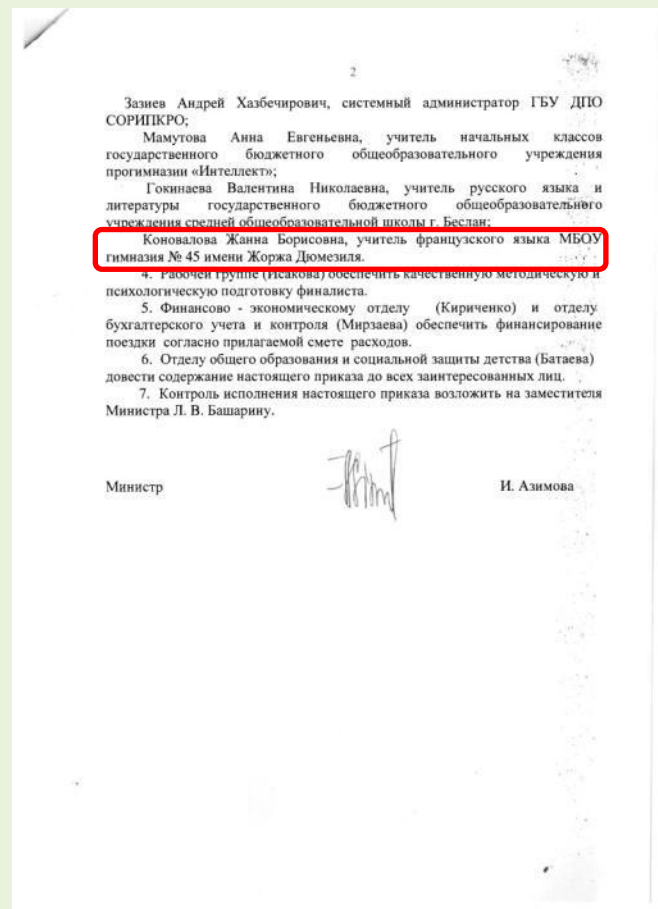 2
Зазиев Андрей Хазбечирович, системный администратор ГБУ ДПО
СОРИПКРО;
Мамутова Анна Евгеньевна, учитель начальных классов
государственного бюджетного общеобразовательного учреждения
прогимназии «Интеллект»;
Гокинаева Валентина Николаевна, учитель русского языка и
литературы государственного бюджетного общеобразовательного
учреждения средней общеобразовательной школы г. Беслан;
Коновалова Жанна Борисовна, учитель французского языка МБОУ
гимназия № 45 имени Жоржа Дюмезиля.
4. Рабочей группе (Исакова) обеспечить качественную методическую и
психологическую подготовку финалиста.
5. Финансово - экономическому отделу (Кириченко) и отделу
бухгалтерского учета и контроля (Мирзаева) обеспечить финансирование
поездки согласно прилагаемой смете расходов.
6. Отделу общего образования и социальной защиты детства (Батаева)
довести содержание настоящего приказа до всех заинтересованных лиц.
7. Контроль исполнения настоящего приказа возложить на заместителя
Министра Л. В. Башарину.
Министр И. Азимова